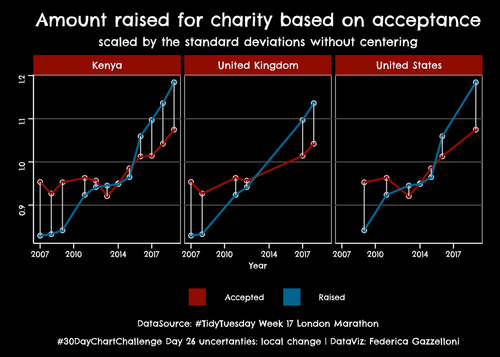 Amount raised for charity based on acceptance
scaled by the standard deviations without centering
Kenya United Kingdom United States
1.2
1.1
1.0
0.9
2007 2010 2014 2017 2007 2010 2014 2017 2007 2010 2014 2017
Year
Accepted Raised
DataSource: #TidyTuesday Week 17 London Marathon
#30DayChartChallenge Day 26 uncertanties: local change | DataViz: Federica Gazzelloni